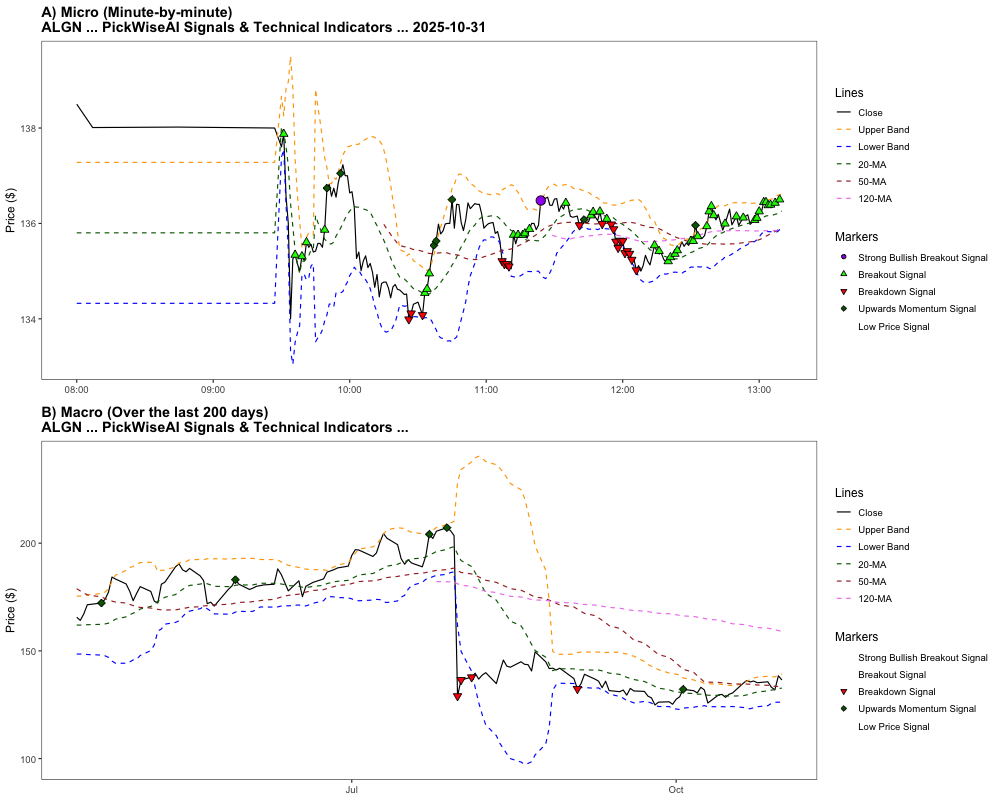 A) Micro (Minute-by-minute)
ALGN ... PickWiseAI Signals & Technical Indicators ... 2025-10-31
Price ($)
138
136
134
08:00
09:00
10:00
11:00
12:00
13:00
Lines
Close
Upper Band
Lower Band
20-MA
50-MA
120-MA
Markers
Strong Bullish Breakout Signal
Breakout Signal
Breakdown Signal
Upwards Momentum Signal
Low Price Signal
B) Macro (Over the last 200 days)
ALGN ... PickWiseAI Signals & Technical Indicators ...
Price ($)
200
150
100
Jul
Oct
Lines
Close
Upper Band
Lower Band
20-MA
50-MA
120-MA
Markers
Strong Bullish Breakout Signal
Breakout Signal
Breakdown Signal
Upwards Momentum Signal
Low Price Signal